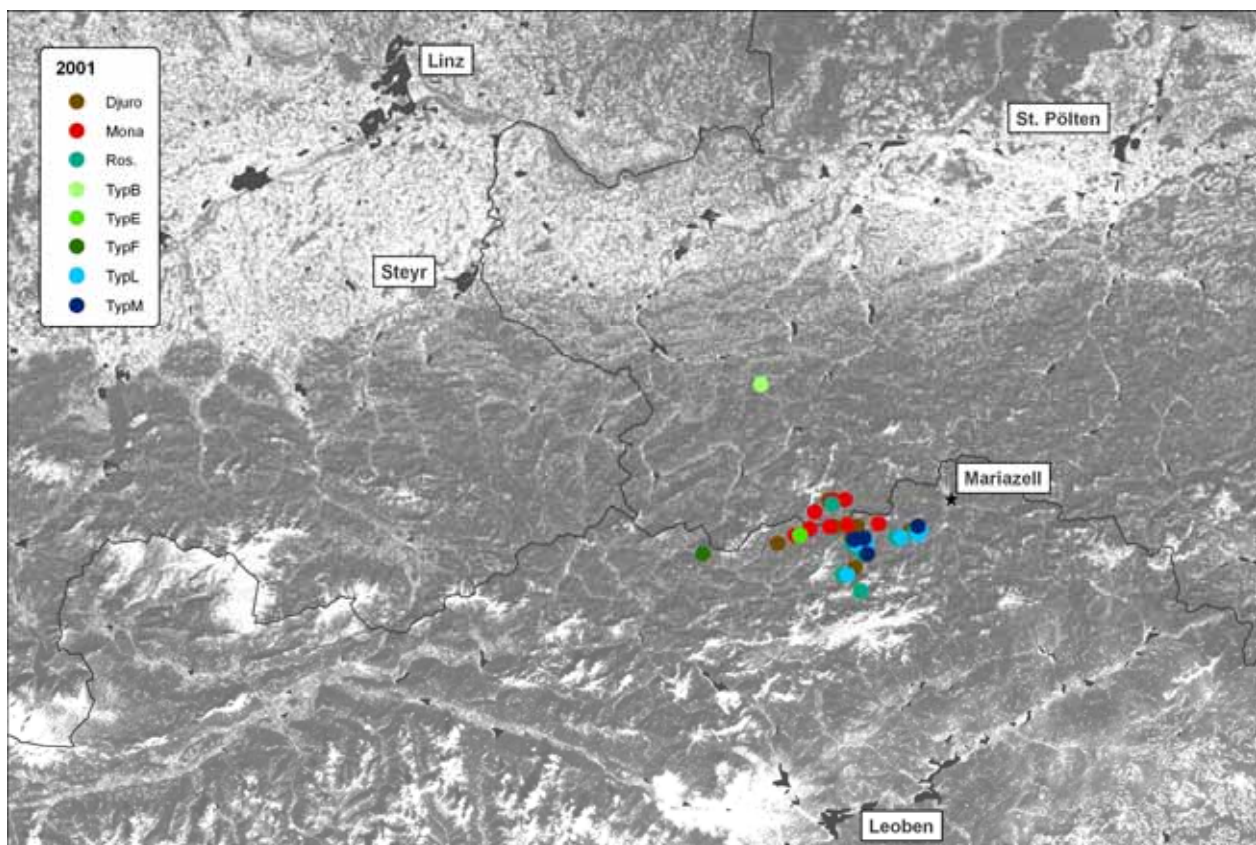 2001
Djuro
Mona
Ros.
TypB
TypE
TypF
TypL
TypM
Linz
St. Pölten
Steyr
Mariazell
Leoben